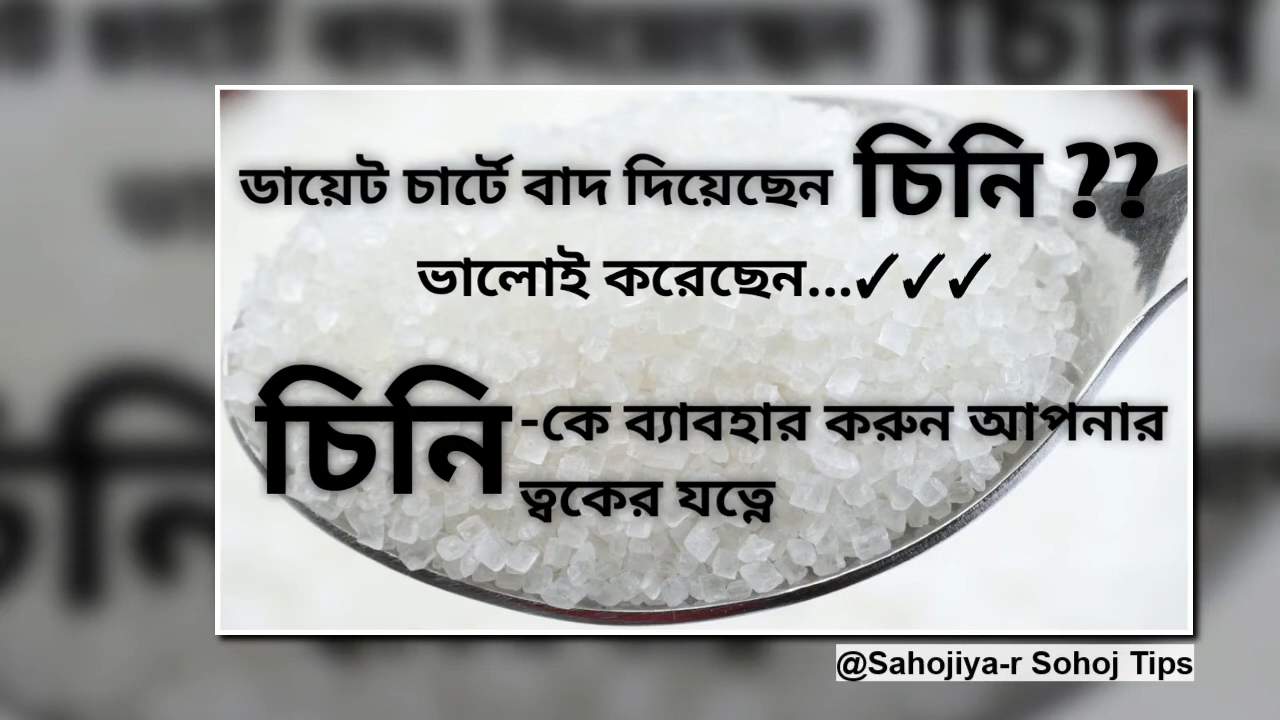 ডায়েট চার্টে বাদ দিয়েছেন চিনি ??
ভালোই করেছেন...✓✓✓
চিনি -কে ব্যাবহার করুন আপনার
ত্বকের যত্নে
@Sahojiya-r Sohoj Tips